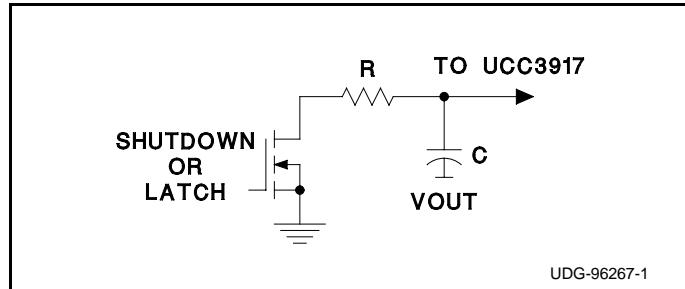 R
TO UCC3917
SHUTDOWN
OR
LATCH
C
VOUT
UDG-96267-1